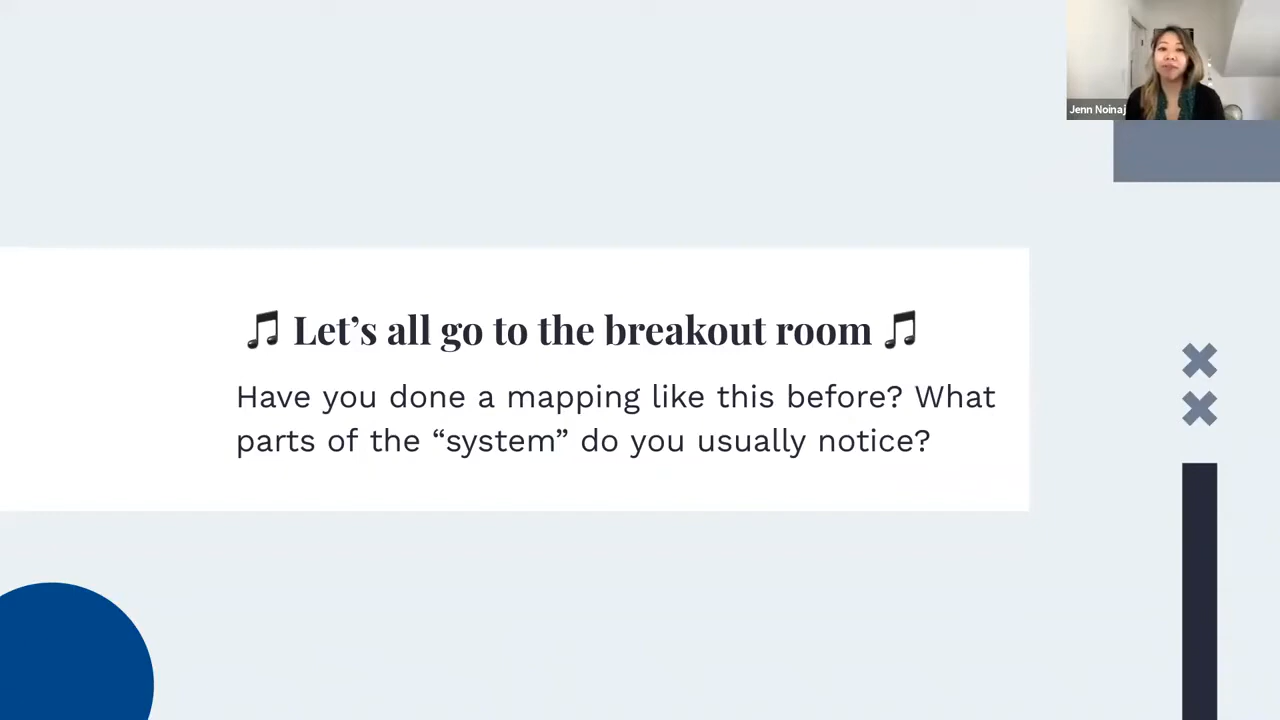 Jenn Noinaj
🎵 Let’s all go to the breakout room 🎵
Have you done a mapping like this before? What
parts of the “system” do you usually notice?